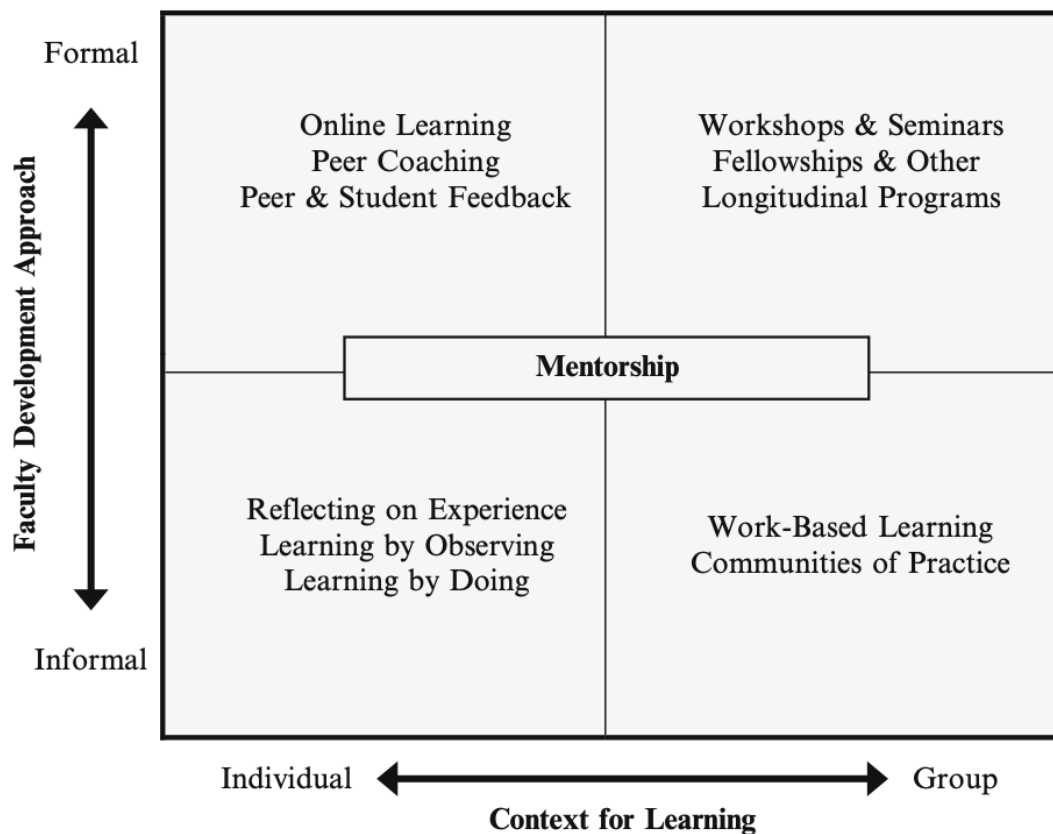 Formal
Online Learning
Peer Coaching
Peer & Student Feedback
Workshops & Seminars
Fellowships & Other
Longitudinal Programs
Faculty Development Approach
Mentorship
Reflecting on Experience
Learning by Observing
Learning by Doing
Work-Based Learning
Communities of Practice
Informal
Individual
Group
Context for Learning